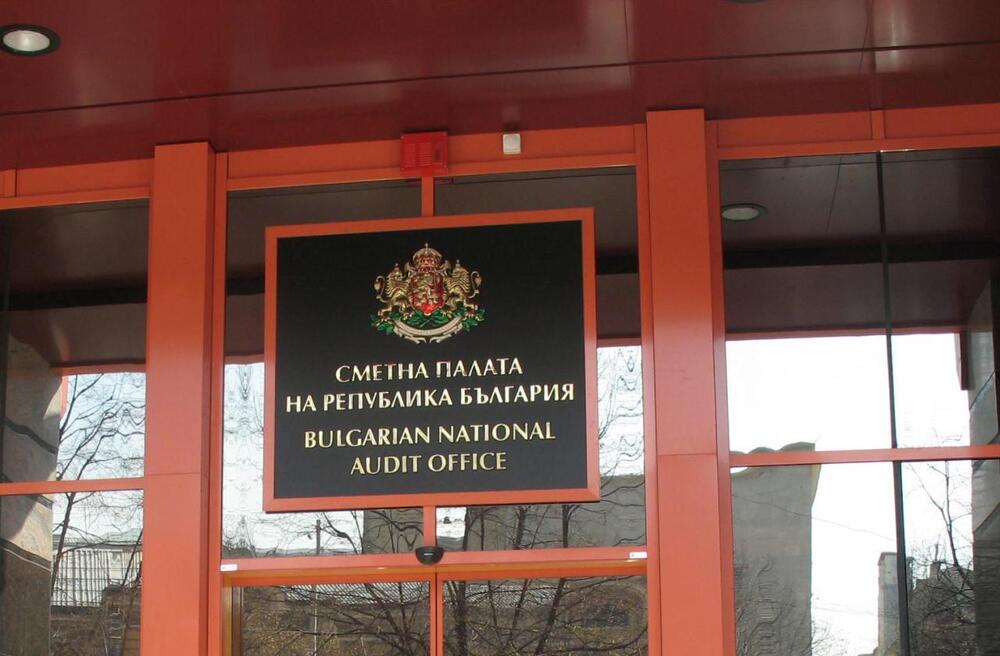 СМЕТНА ПАЛАТА
НА РЕПУБЛИКА БЪЛГАРИЯ
BULGARIAN NATIONAL
AUDIT OFFICE